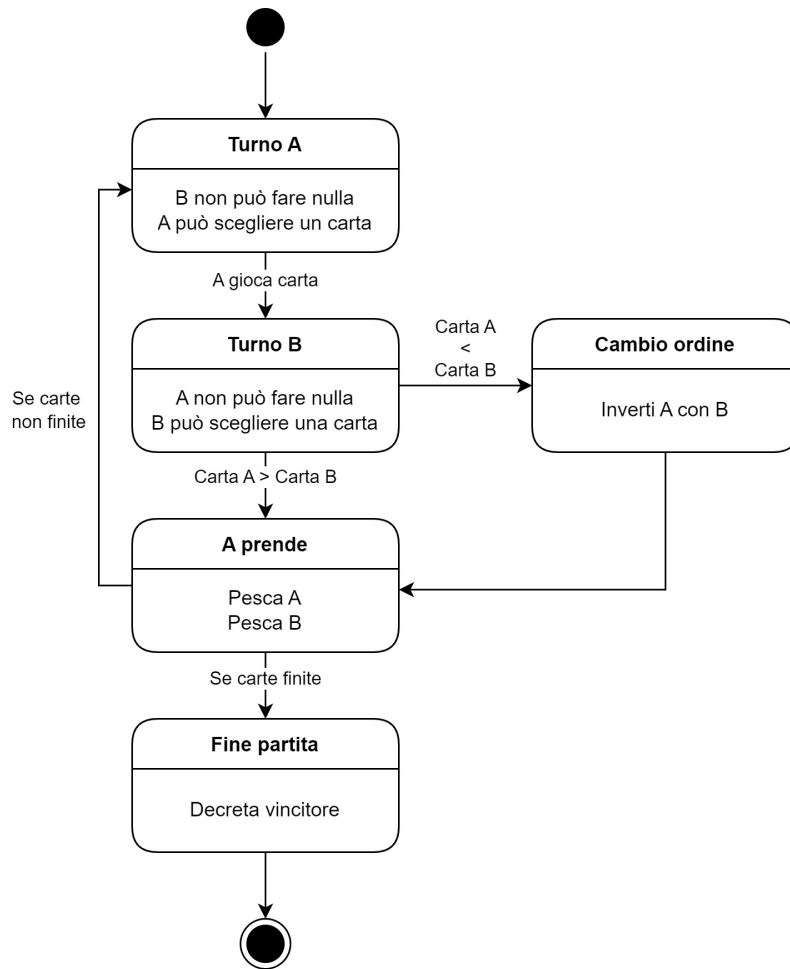 Turno A
B non può fare nulla
A può scegliere un carta
A gioca carta
Turno B
A non può fare nulla
B può scegliere una carta
Carta A
<
Carta B
Cambio ordine
Inverti A con B
Se carte
non finite
Carta A > Carta B
A prende
Pesca A
Pesca B
Se carte finite
Fine partita
Decreta vincitore